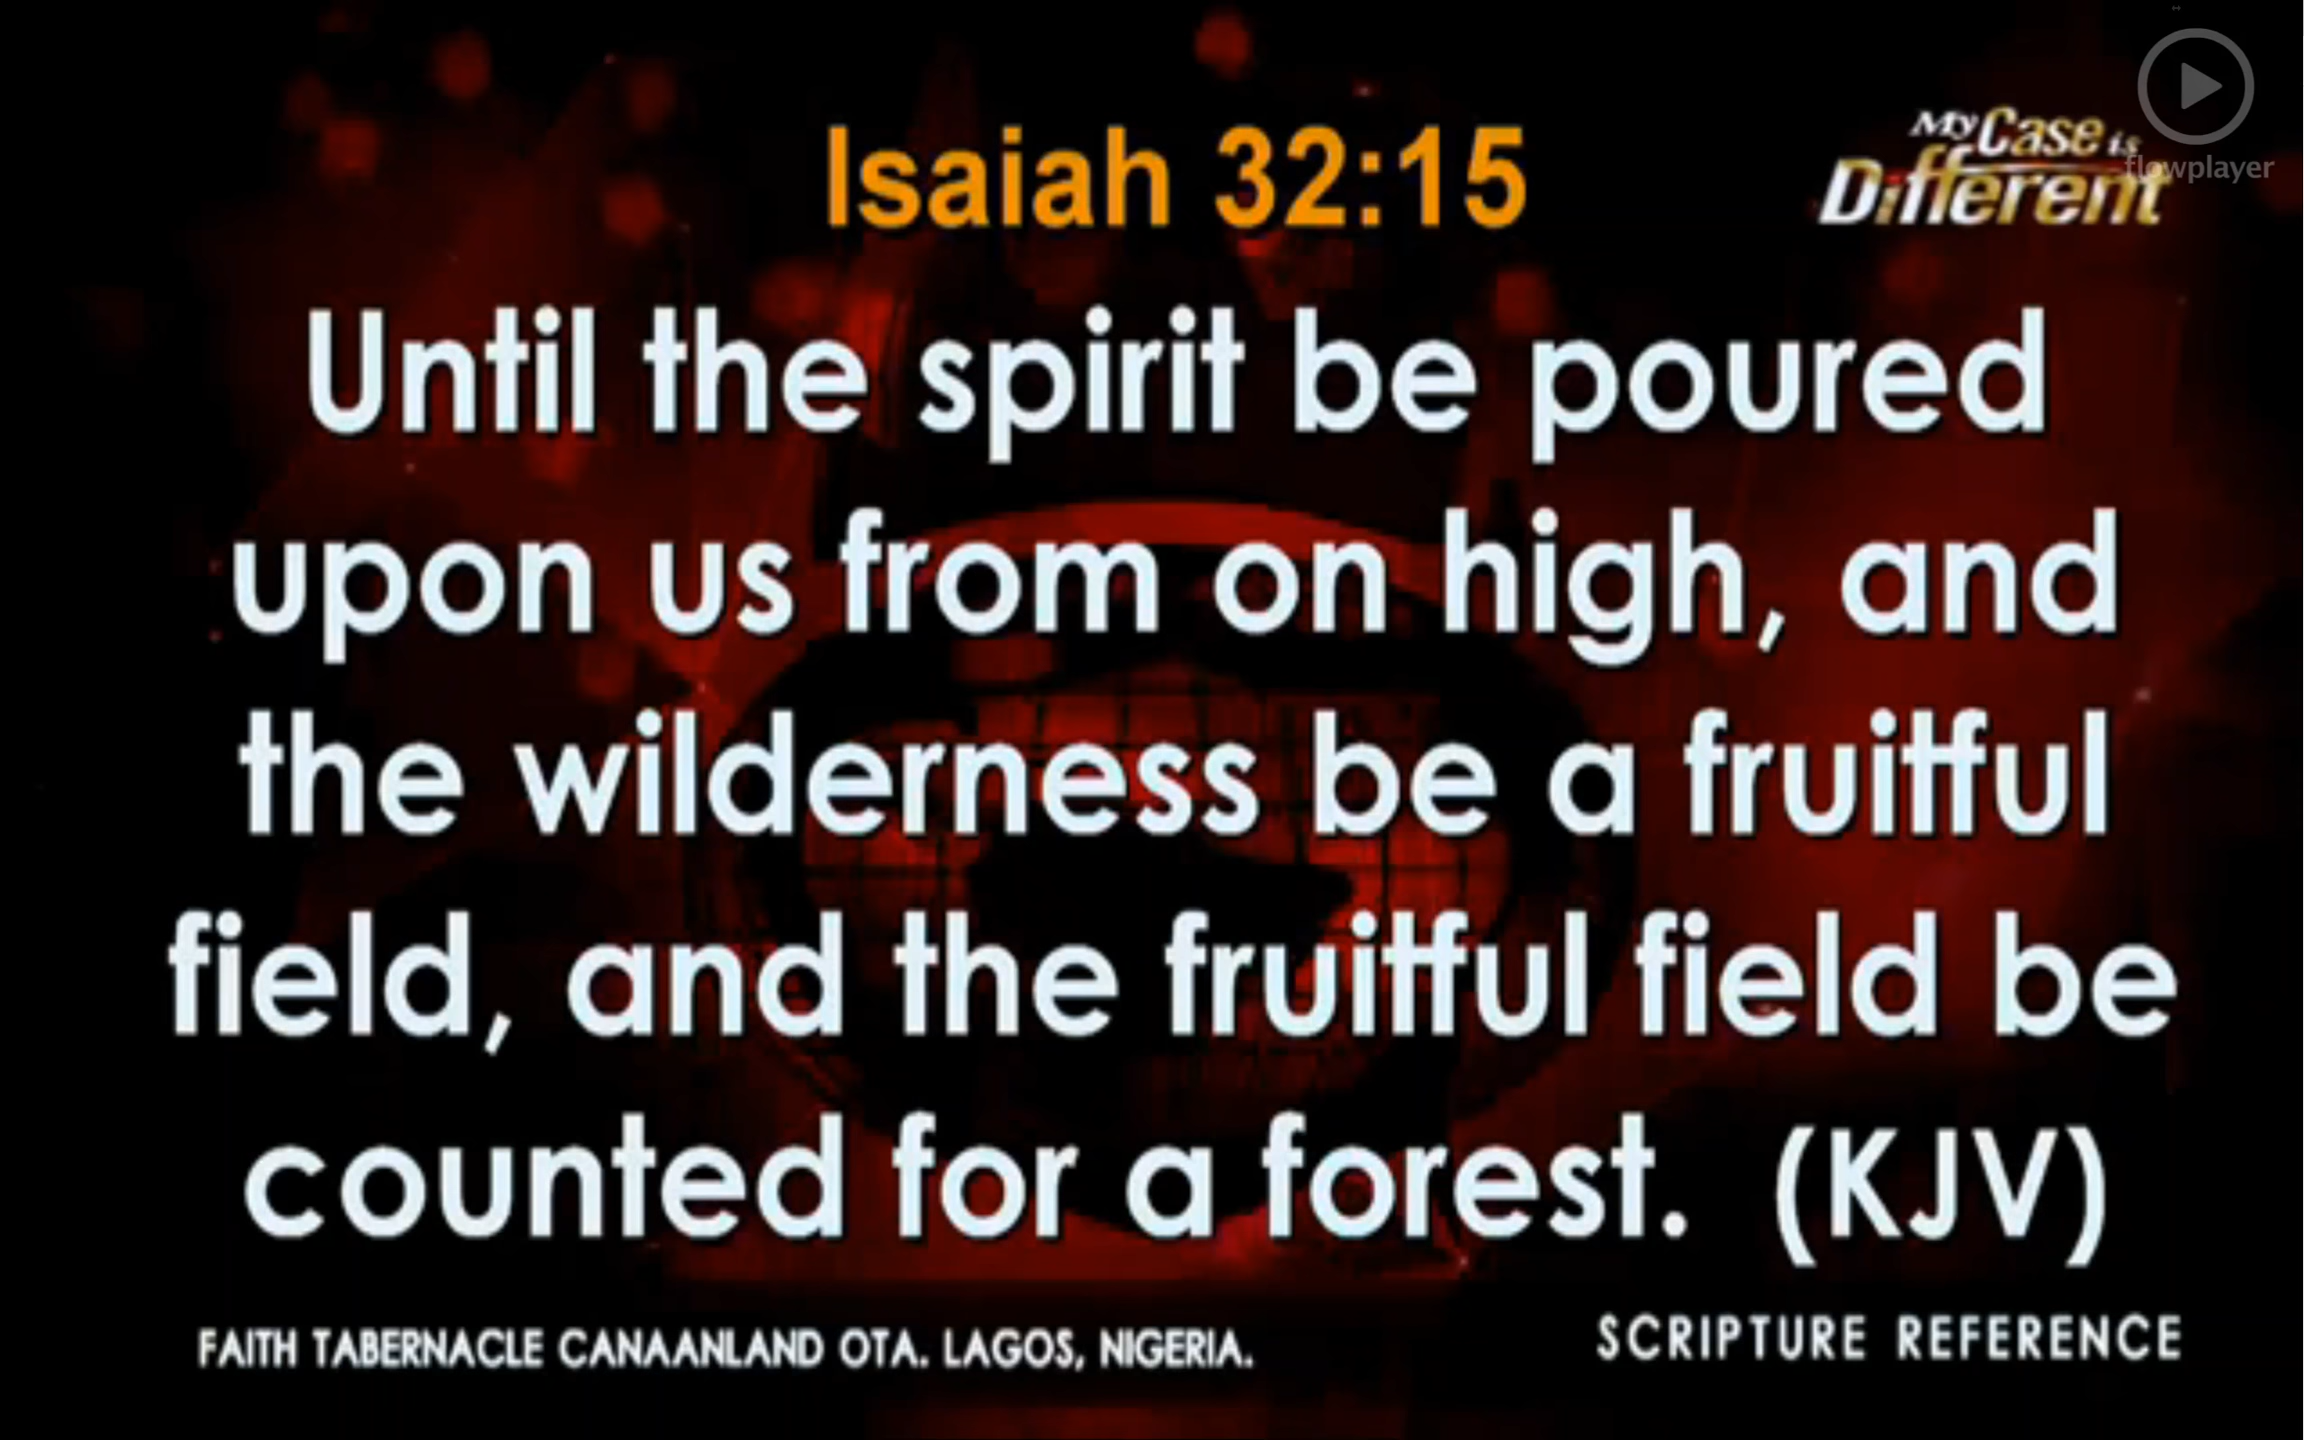 Isaiah 32:15
My Case is
Different
flowplayer
Until the spirit be poured
upon us from on high, and
the wilderness be a fruitful
field, and the fruitful field be
counted for a forest. (KJV)
FAITH TABERNACLE CANAANLAND OTA. LAGOS, NIGERIA.
SCRIPTURE REFERENCE